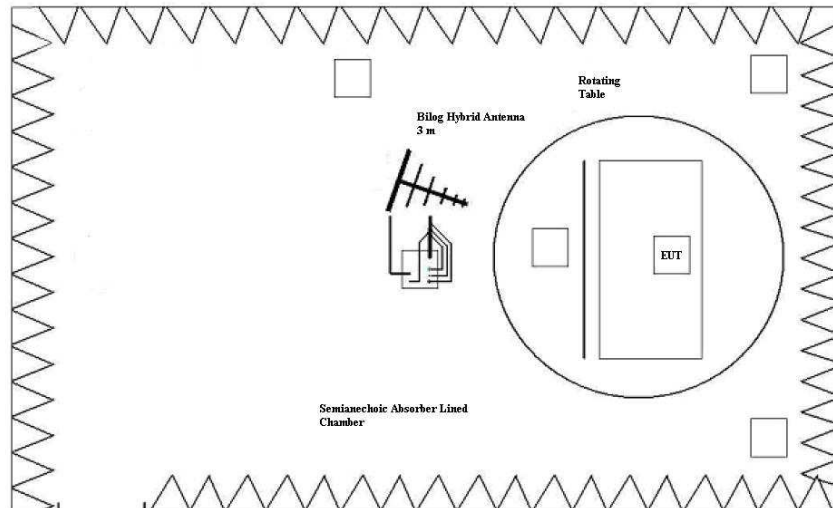 Rotating
Table
Bilog Hybrid Antenna
3 m
EUT
Semianechoic Absorber Lined
Chamber